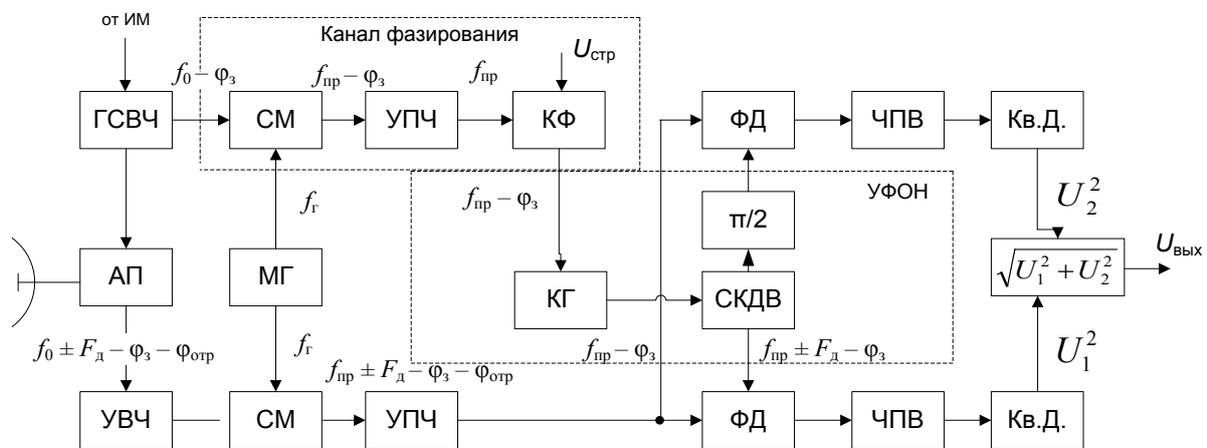 от ИМ
Канал фазирования
Uстр
f₀ – φз
fпр – φз
fпр
ГСВЧ
СМ
УПЧ
КФ
ФД
ЧПВ
Кв.Д.
УФОН
fг
fпр – φз
π/2
U₂²
Uвых
АП
МГ
КГ
СКДВ
√U₁² + U₂²
fг
f₀ ± Fд – φз – φотр
fпр ± Fд – φз – φотр
fпр – φз
fпр ± Fд – φз
U₁²
УВЧ
СМ
УПЧ
ФД
ЧПВ
Кв.Д.